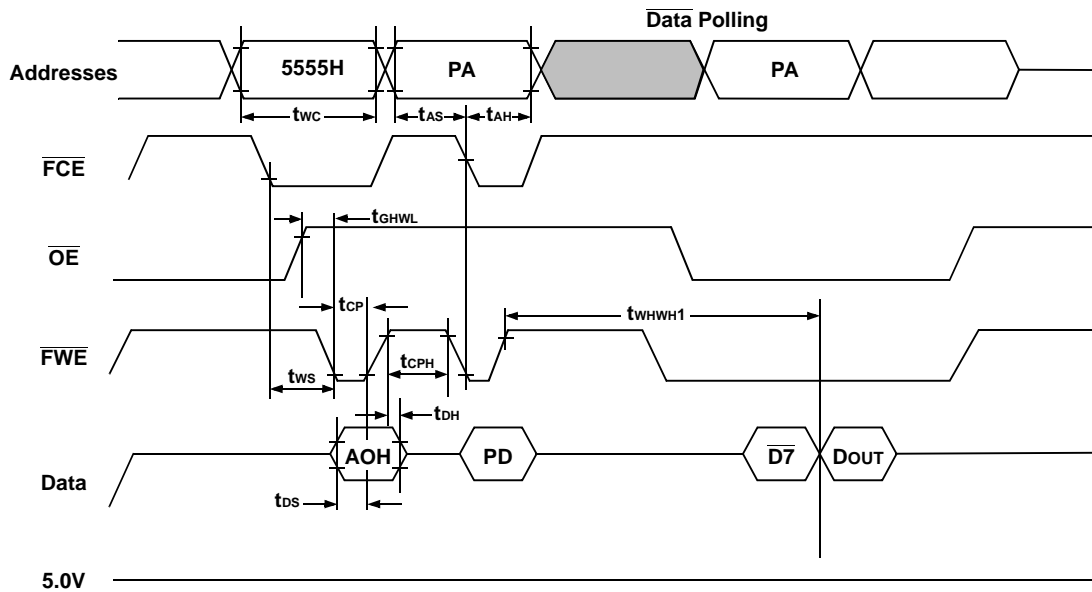 Data Polling
Addresses
5555H
PA
PA
tWC
tAS
tAH
FCE
tGHWL
OE
tCP
tWHWH1
FWE
tCPH
tWS
tDH
Data
AOH
PD
D7
DOUT
tDS
5.0V